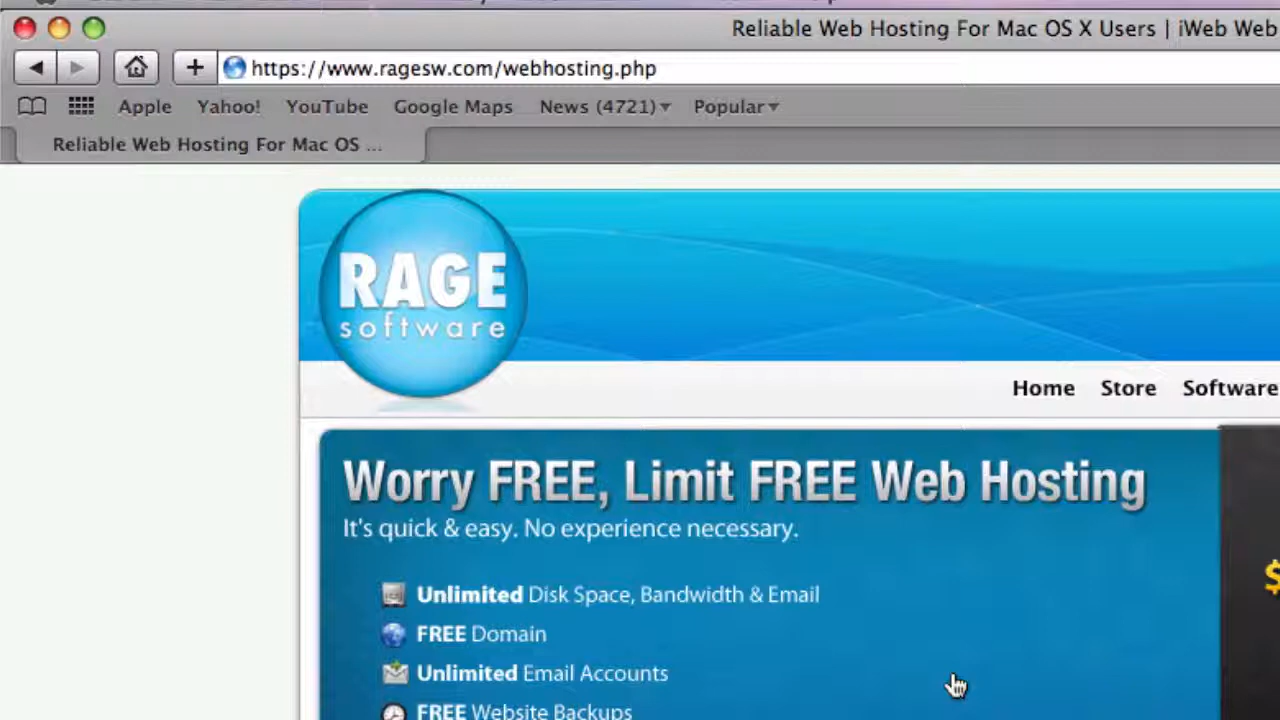 Reliable Web Hosting For Mac OS X Users | iWeb Web
https://www.ragesw.com/webhosting.php
Apple Yahoo! YouTube Google Maps News (4721) Popular
Reliable Web Hosting For Mac OS ...
RAGE
software
Home Store Software
Worry FREE, Limit FREE Web Hosting
It's quick & easy. No experience necessary.
Unlimited Disk Space, Bandwidth & Email
$
FREE Domain
Unlimited Email Accounts
FREE Website Backups